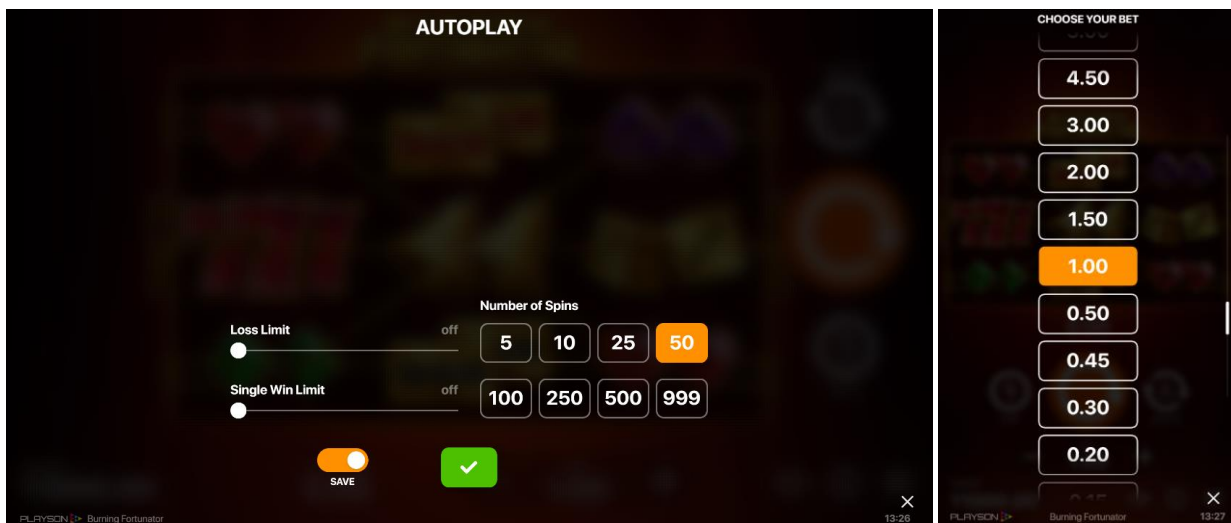 AUTOPLAY
Number of Spins
Loss Limit off
5 10 25 50
Single Win Limit off
100 250 500 999
SAVE
PLAYSON Burning Fortunator 13:26
CHOOSE YOUR BET
4.50
3.00
2.00
1.50
1.00
0.50
0.45
0.30
0.20
0.15
PLAYSON Burning Fortunator 13:27